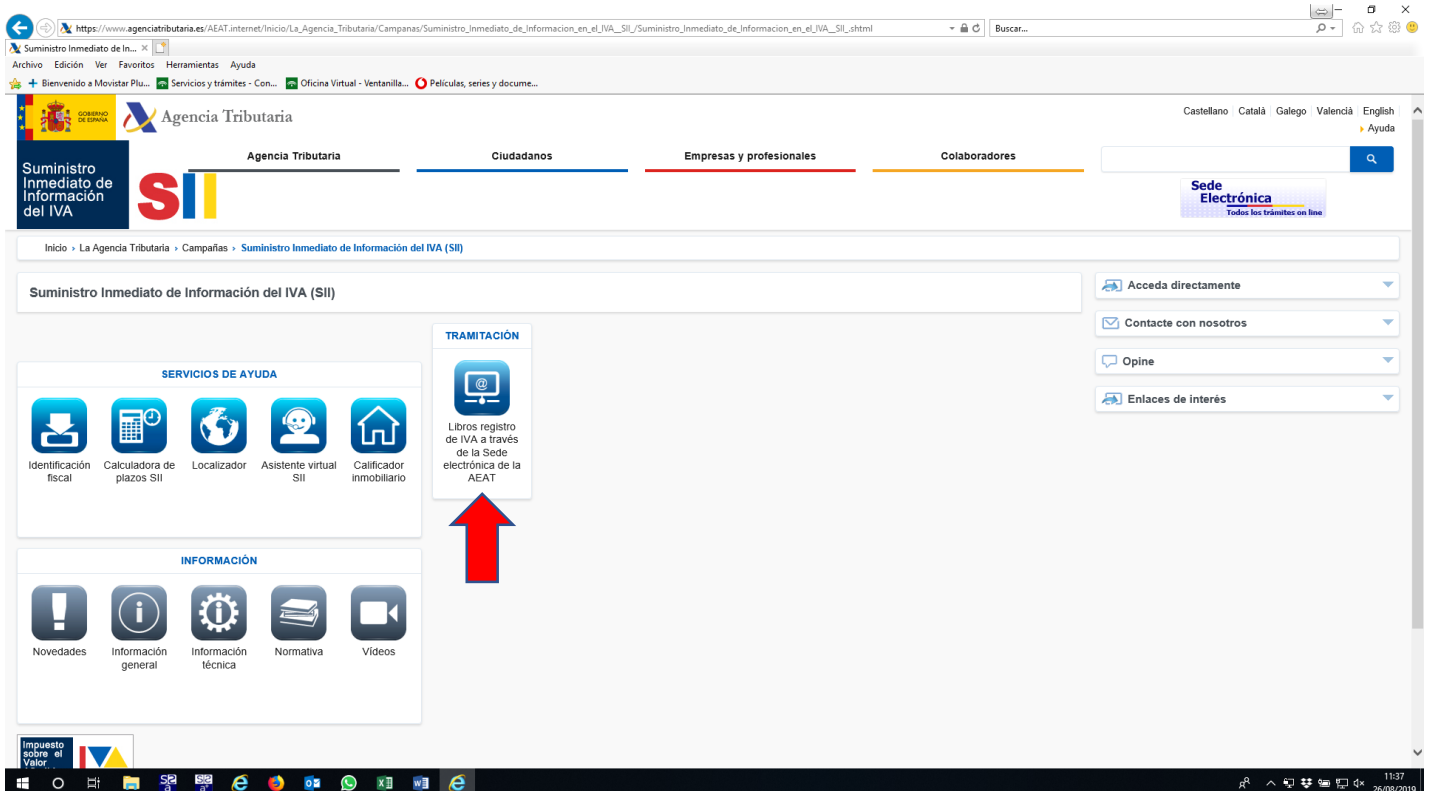 https://www.agenciatributaria.es/AEAT.internet/Inicio/La_Agencia_Tributaria/Campanas/Suministro_Inmediato_de_Informacion_en_el_IVA__SII_/Suministro_Inmediato_de_Informacion_en_el_IVA__SII_.shtml
Buscar...
Suministro Inmediato de In...
Archivo Edición Ver Favoritos Herramientas Ayuda
Bienvenido a Movistar Plu... Servicios y trámites - Con... Oficina Virtual - Ventanilla... Películas, series y docume...
GOBIERNO
DE ESPAÑA
Agencia Tributaria
Castellano Català Galego Valencià English
Ayuda
Agencia Tributaria Ciudadanos Empresas y profesionales Colaboradores
Suministro
Inmediato de
Información
del IVA
SII
Sede
Electrónica
Todos los trámites on line
Inicio › La Agencia Tributaria › Campañas › Suministro Inmediato de Información del IVA (SII)
Suministro Inmediato de Información del IVA (SII)
Acceda directamente
Contacte con nosotros
Opine
Enlaces de interés
TRAMITACIÓN
@
Libros registro
de IVA a través
de la Sede
electrónica de la
AEAT
SERVICIOS DE AYUDA
Identificación
fiscal
Calculadora de
plazos SII
Localizador
Asistente virtual
SII
Calificador
inmobiliario
INFORMACIÓN
Novedades
Información
general
Información
técnica
Normativa
Vídeos
Impuesto
sobre el
Valor
IVA
11:37
26/08/2019